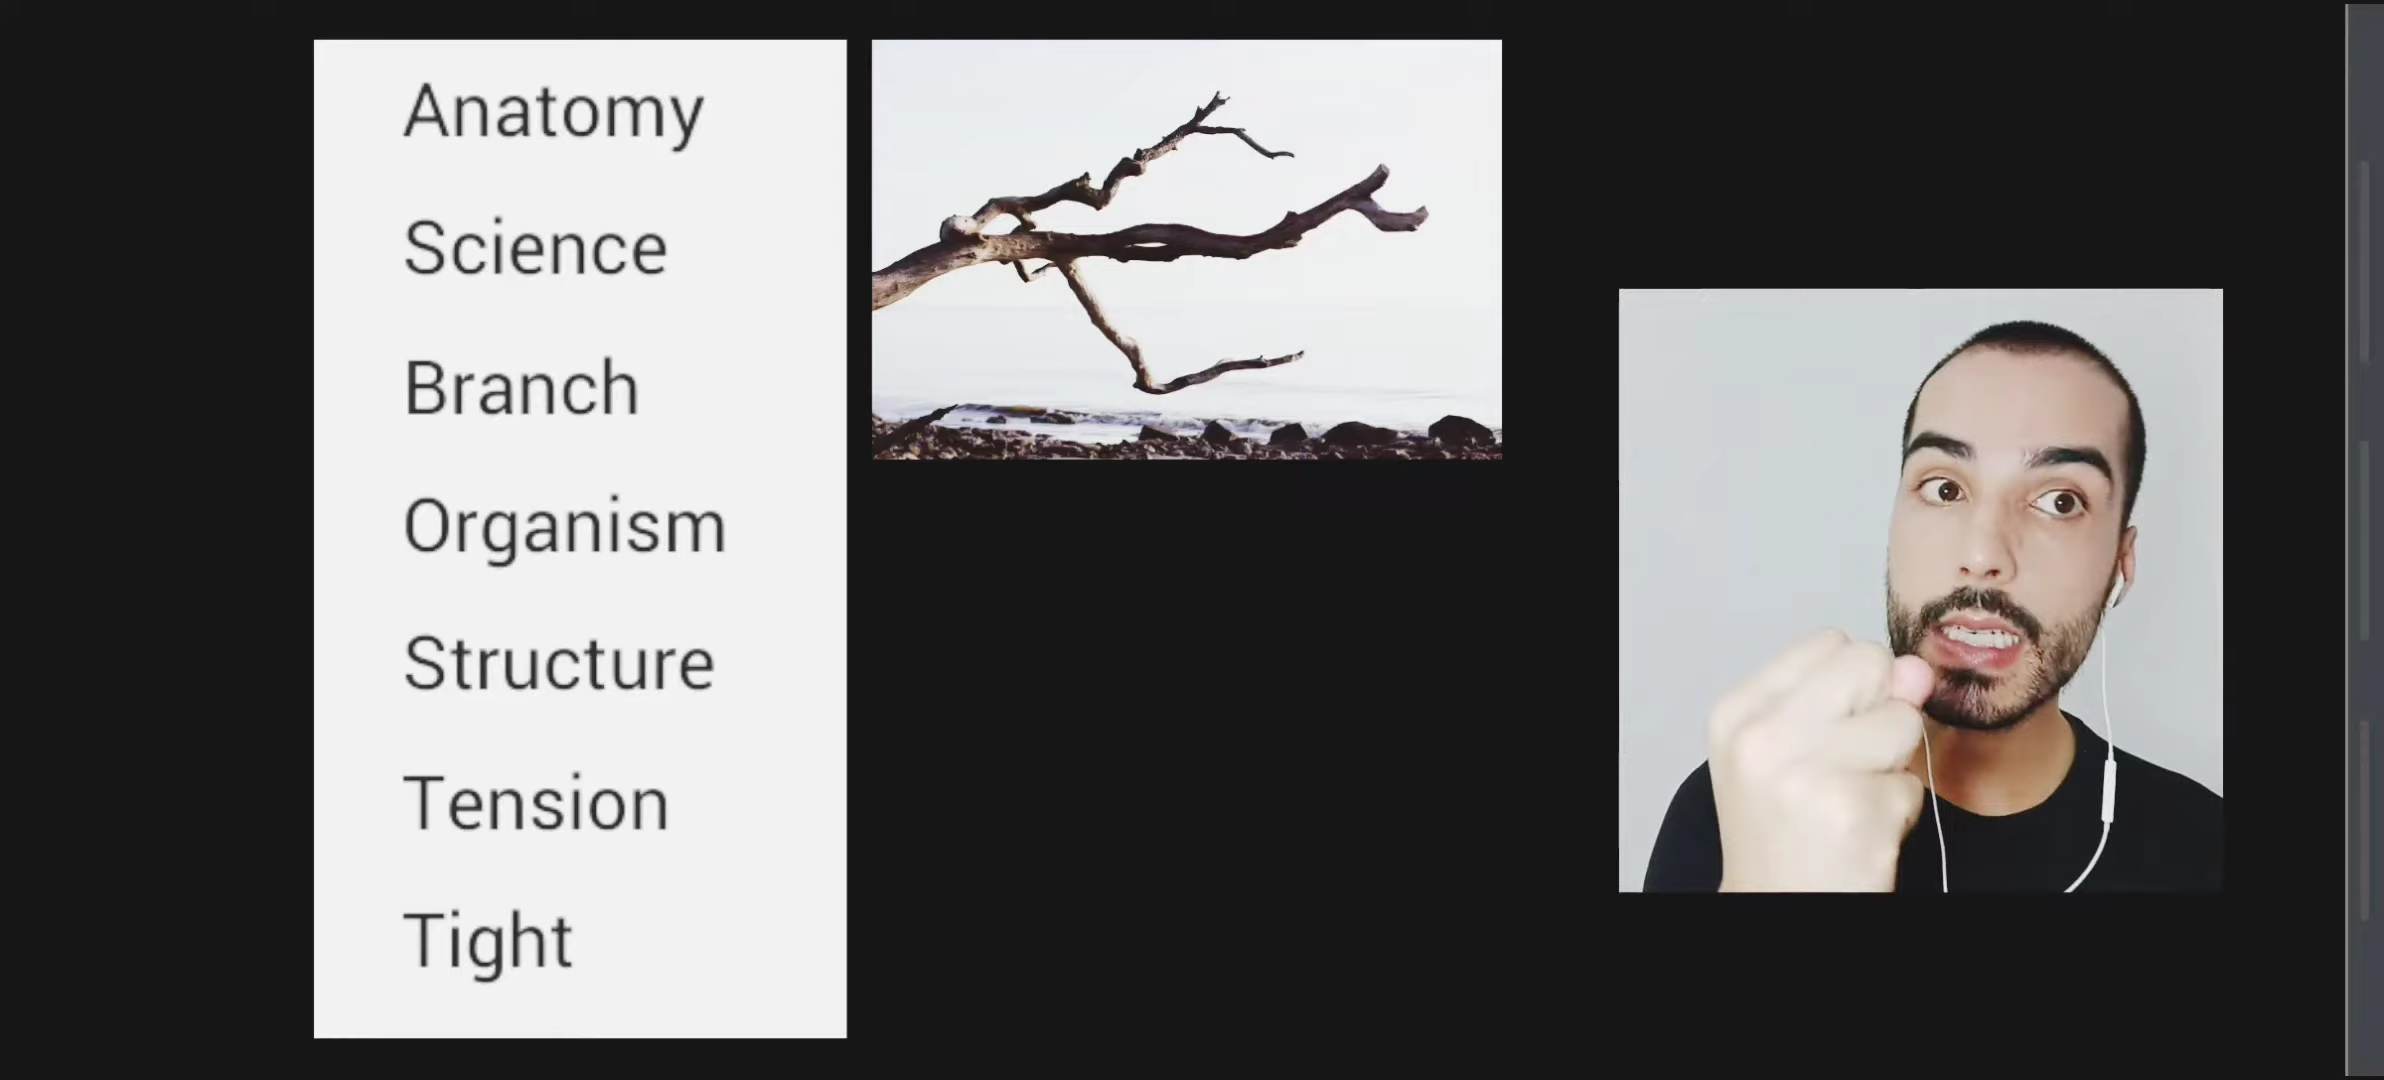 Anatomy
Science
Branch
Organism
Structure
Tension
Tight